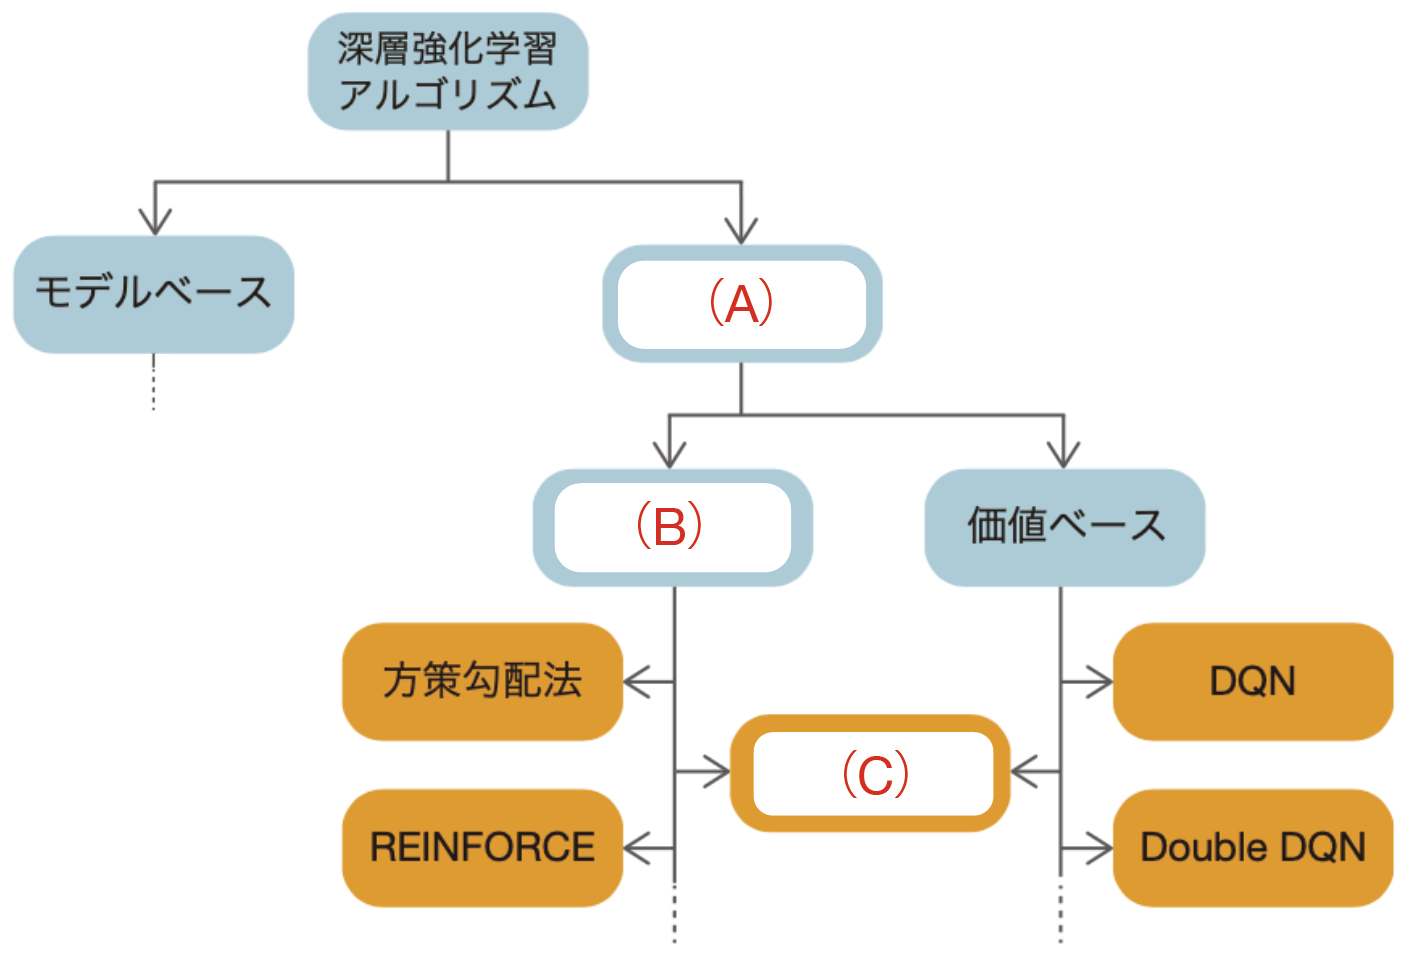 深層強化学習
アルゴリズム
モデルベース
（A）
（B）
価値ベース
方策勾配法
DQN
（C）
REINFORCE
Double DQN